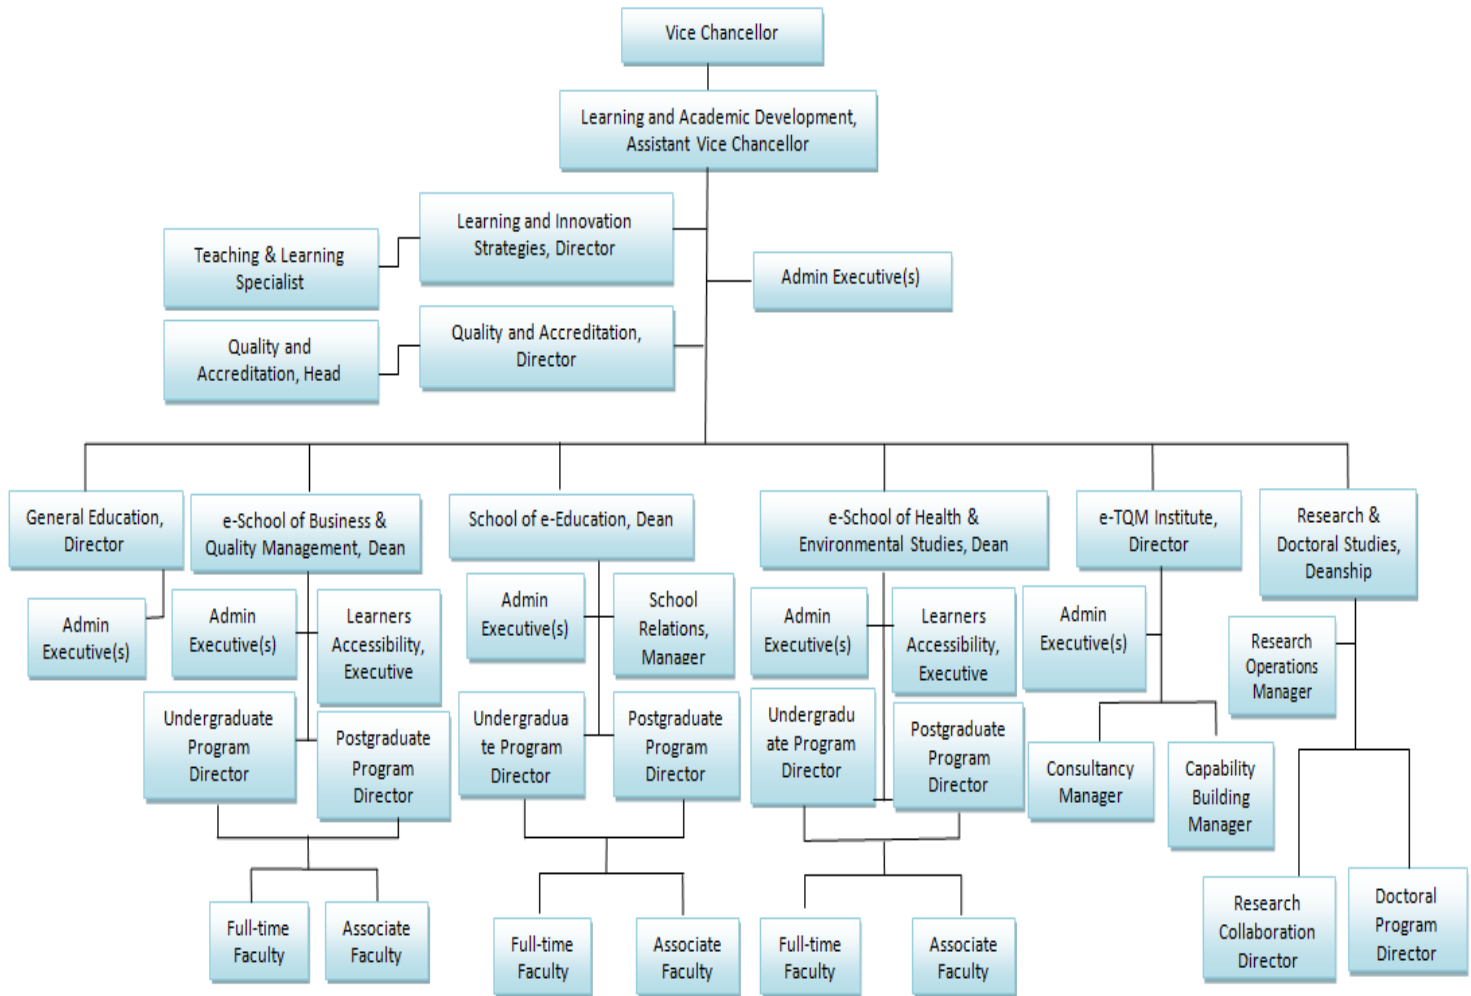 Vice Chancellor
Learning and Academic Development,
Assistant Vice Chancellor
Learning and Innovation
Strategies, Director
Teaching & Learning
Specialist
Admin Executive(s)
Quality and Accreditation,
Director
Quality and
Accreditation, Head
General Education,
Director
e-School of Business &
Quality Management, Dean
School of e-Education, Dean
e-School of Health &
Environmental Studies, Dean
e-TQM Institute,
Director
Research &
Doctoral Studies,
Deanship
Admin
Executive(s)
Admin
Executive(s)
Learners
Accessibility,
Executive
Admin
Executive(s)
School
Relations,
Manager
Admin
Executive(s)
Learners
Accessibility,
Executive
Admin
Executive(s)
Research
Operations
Manager
Undergraduate
Program
Director
Postgraduate
Program
Director
Undergradua
te Program
Director
Postgraduate
Program
Director
Undergradu
ate Program
Director
Postgraduate
Program
Director
Consultancy
Manager
Capability
Building
Manager
Full-time
Faculty
Associate
Faculty
Full-time
Faculty
Associate
Faculty
Full-time
Faculty
Associate
Faculty
Research
Collaboration
Director
Doctoral
Program
Director